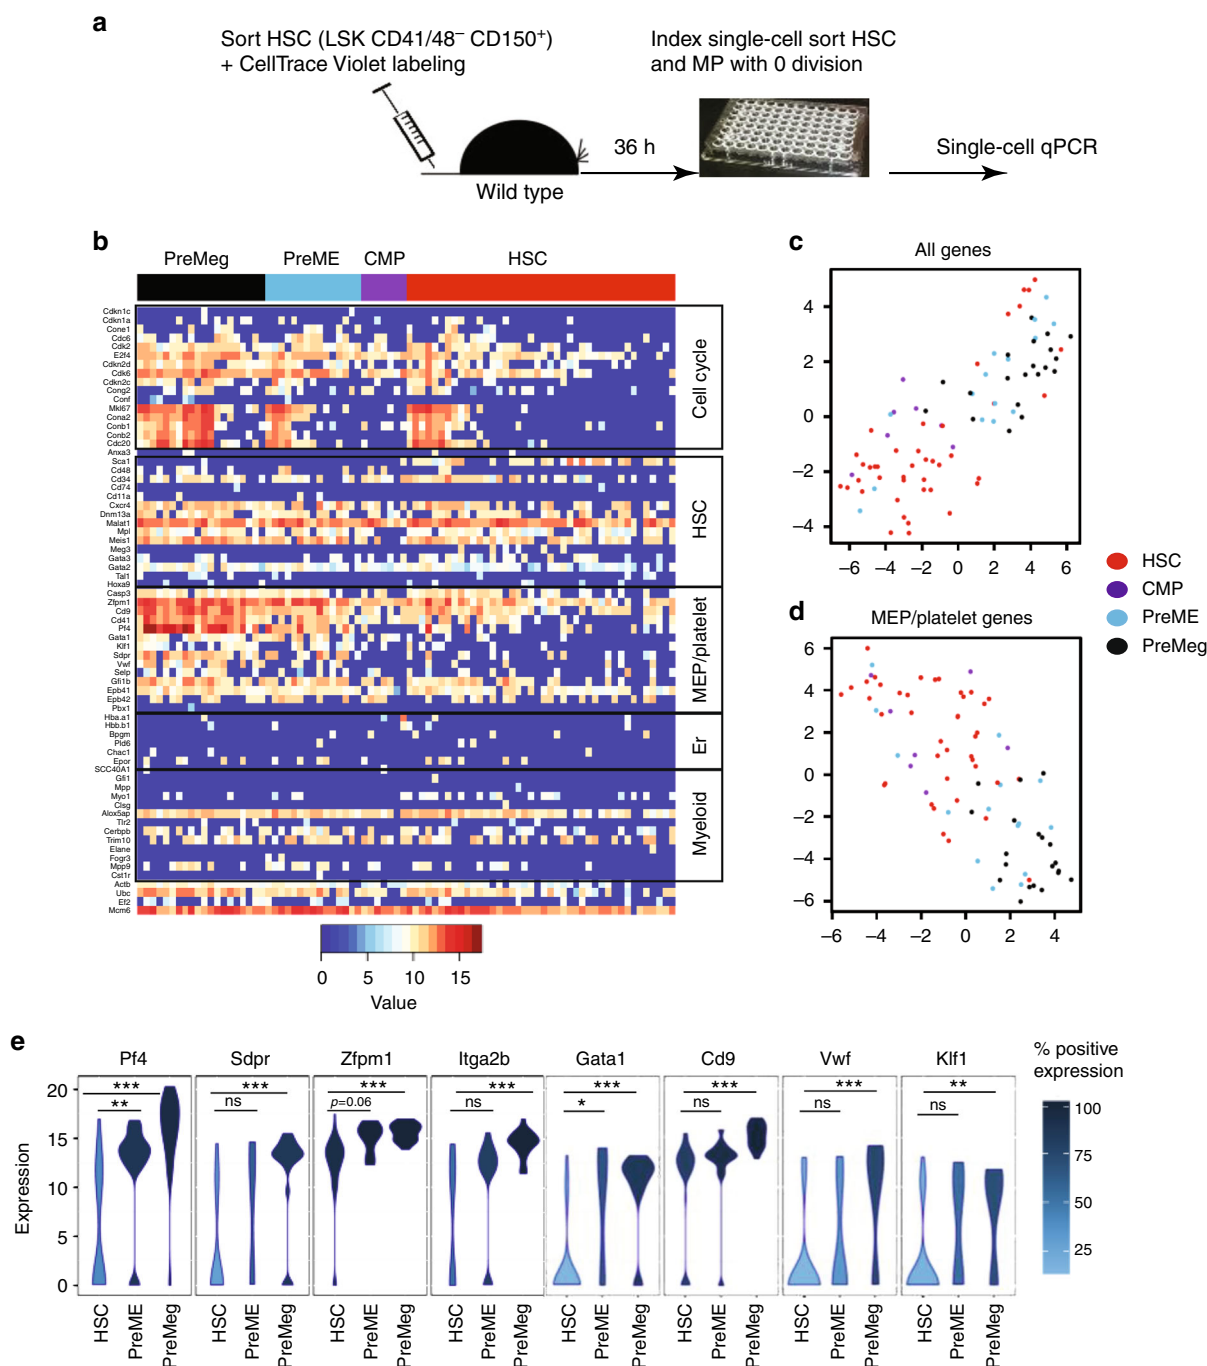 a
Sort HSC (LSK CD41/48– CD150+)
+ CellTrace Violet labeling
Index single-cell sort HSC
and MP with 0 division
36 h
Single-cell qPCR
Wild type
b
PreMeg PreME CMP HSC
Cdkn1c
Cdkn1a
Cone1
Cdc6
Cdk2
E2f4
Cdkn2d
Cdk6
Cdkn2c
Cong2
Conf
Mkl67
Cona2
Conb1
Conb2
Cdc20
Anxa3
Sca1
Cd48
Cd34
Cd74
Cd11a
Cxcr4
Dnm13a
Malat1
Mpl
Meis1
Meg3
Gata3
Gata2
Tal1
Hoxa9
Casp3
Zfpm1
Cd9
Cd41
Pf4
Gata1
Klf1
Sdpr
Vwf
Selp
Gfi1b
Epb41
Epb42
Pbx1
Hba.a1
Hbb.b1
Bpgm
Pld6
Chac1
Epor
SCC40A1
Gfi1
Mpp
Myo1
Clsg
Alox5ap
Tlr2
Cerbpb
Trim10
Elane
Fogr3
Mpp9
Cst1r
Actb
Ubc
Ef2
Mcm6
Cell cycle
HSC
MEP/platelet
Er
Myeloid
0 5 10 15
Value
c
All genes
4
2
0
–2
–4
–6 –4 –2 0 2 4 6
HSC
CMP
PreME
PreMeg
d
MEP/platelet genes
6
4
2
0
–2
–4
–6
–6 –4 –2 0 2 4
e
Pf4 Sdpr Zfpm1 Itga2b Gata1 Cd9 Vwf Klf1
*** *** *** *** *** *** *** **
** ns p=0.06 ns * ns ns ns
Expression
20
15
10
5
0
HSC PreME PreMeg HSC PreME PreMeg HSC PreME PreMeg HSC PreME PreMeg HSC PreME PreMeg HSC PreME PreMeg HSC PreME PreMeg HSC PreME PreMeg
% positive
expression
100
75
50
25